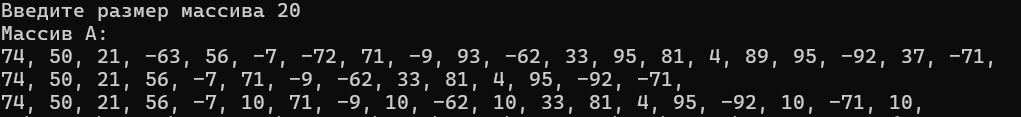 Введите размер массива 20
Массив A:
74, 50, 21, -63, 56, -7, -72, 71, -9, 93, -62, 33, 95, 81, 4, 89, 95, -92, 37, -71,
74, 50, 21, 56, -7, 71, -9, -62, 33, 81, 4, 95, -92, -71,
74, 50, 21, 56, -7, 10, 71, -9, 10, -62, 10, 33, 81, 4, 95, -92, 10, -71, 10,